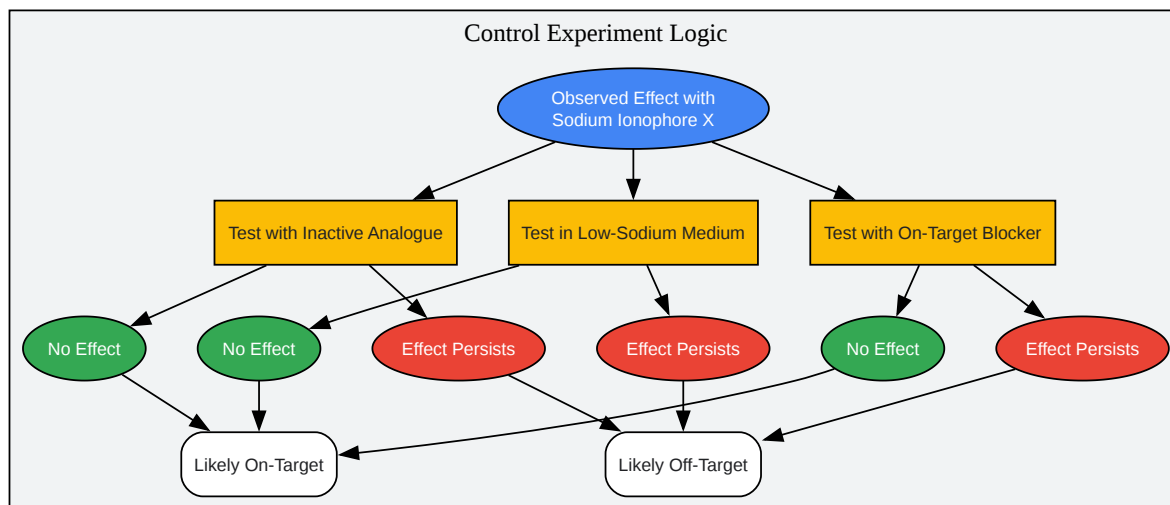 Control Experiment Logic
Observed Effect with
Sodium Ionophore X
Test with Inactive Analogue
Test in Low-Sodium Medium
Test with On-Target Blocker
No Effect
No Effect
Effect Persists
Effect Persists
No Effect
Effect Persists
Likely On-Target
Likely Off-Target